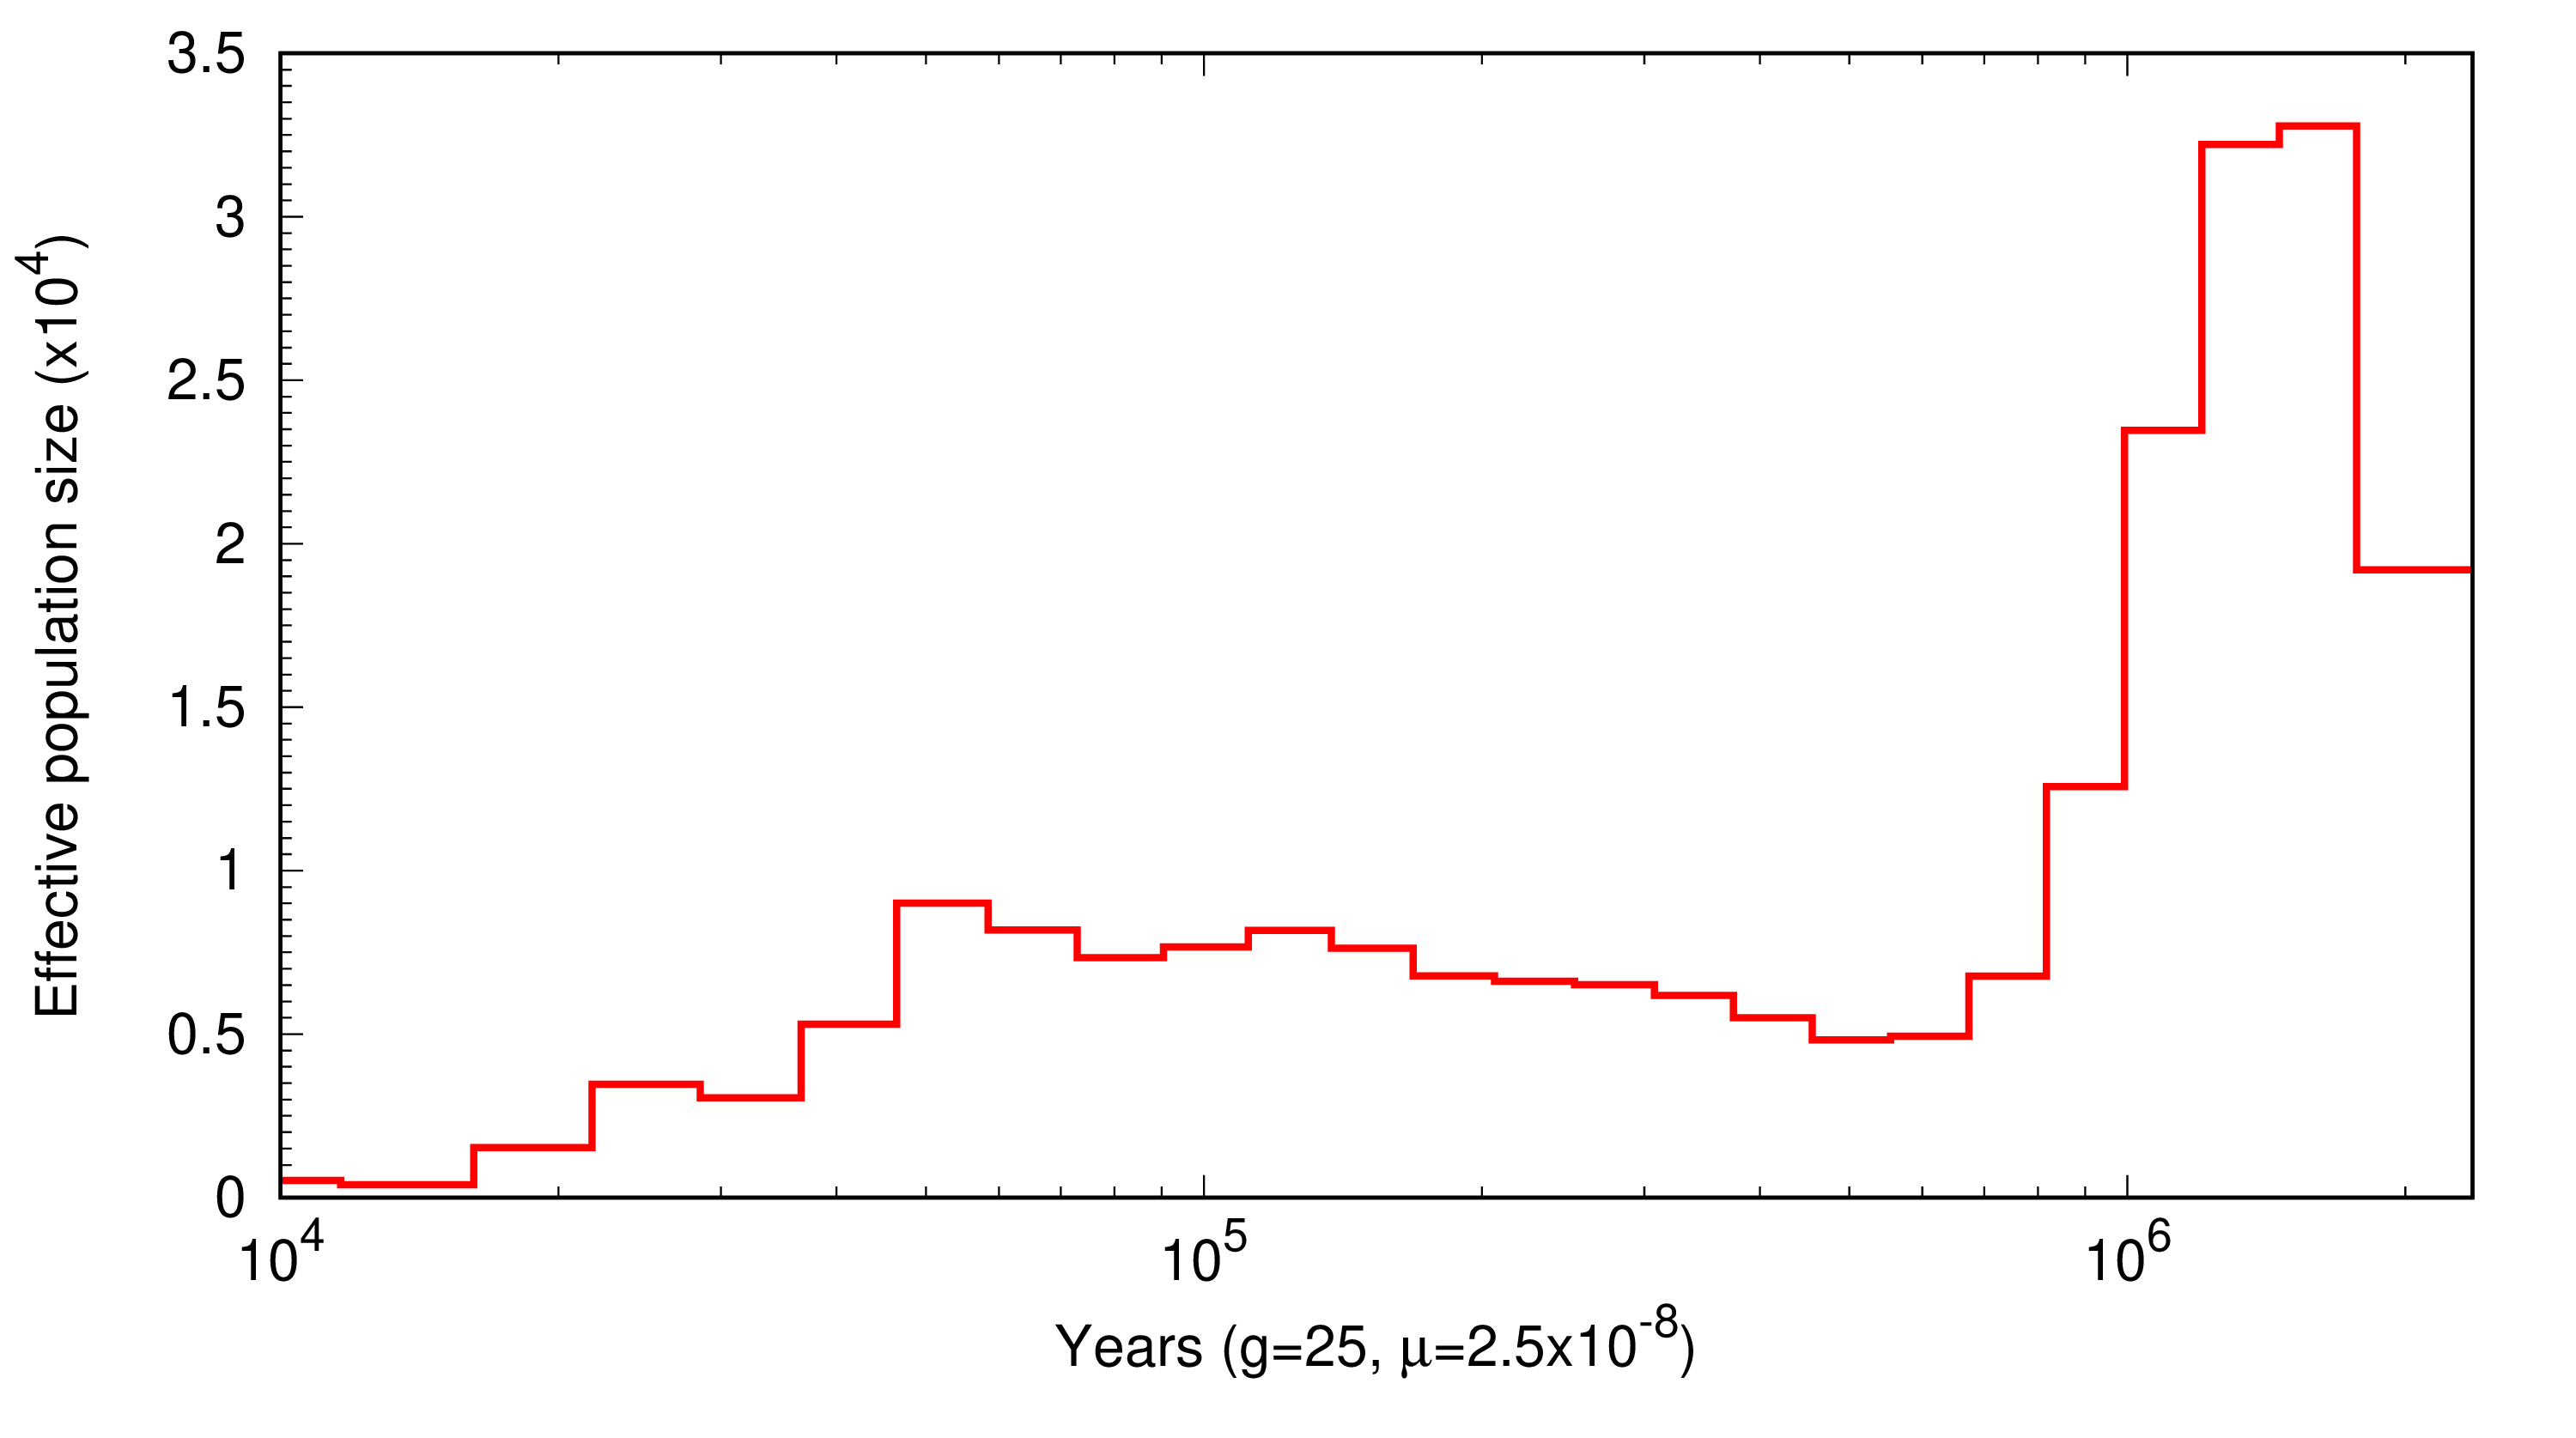 Effective population size (x10⁴)
3.5
3
2.5
2
1.5
1
0.5
0
10⁴ 10⁵ 10⁶
Years (g=25, μ=2.5x10⁻⁸)